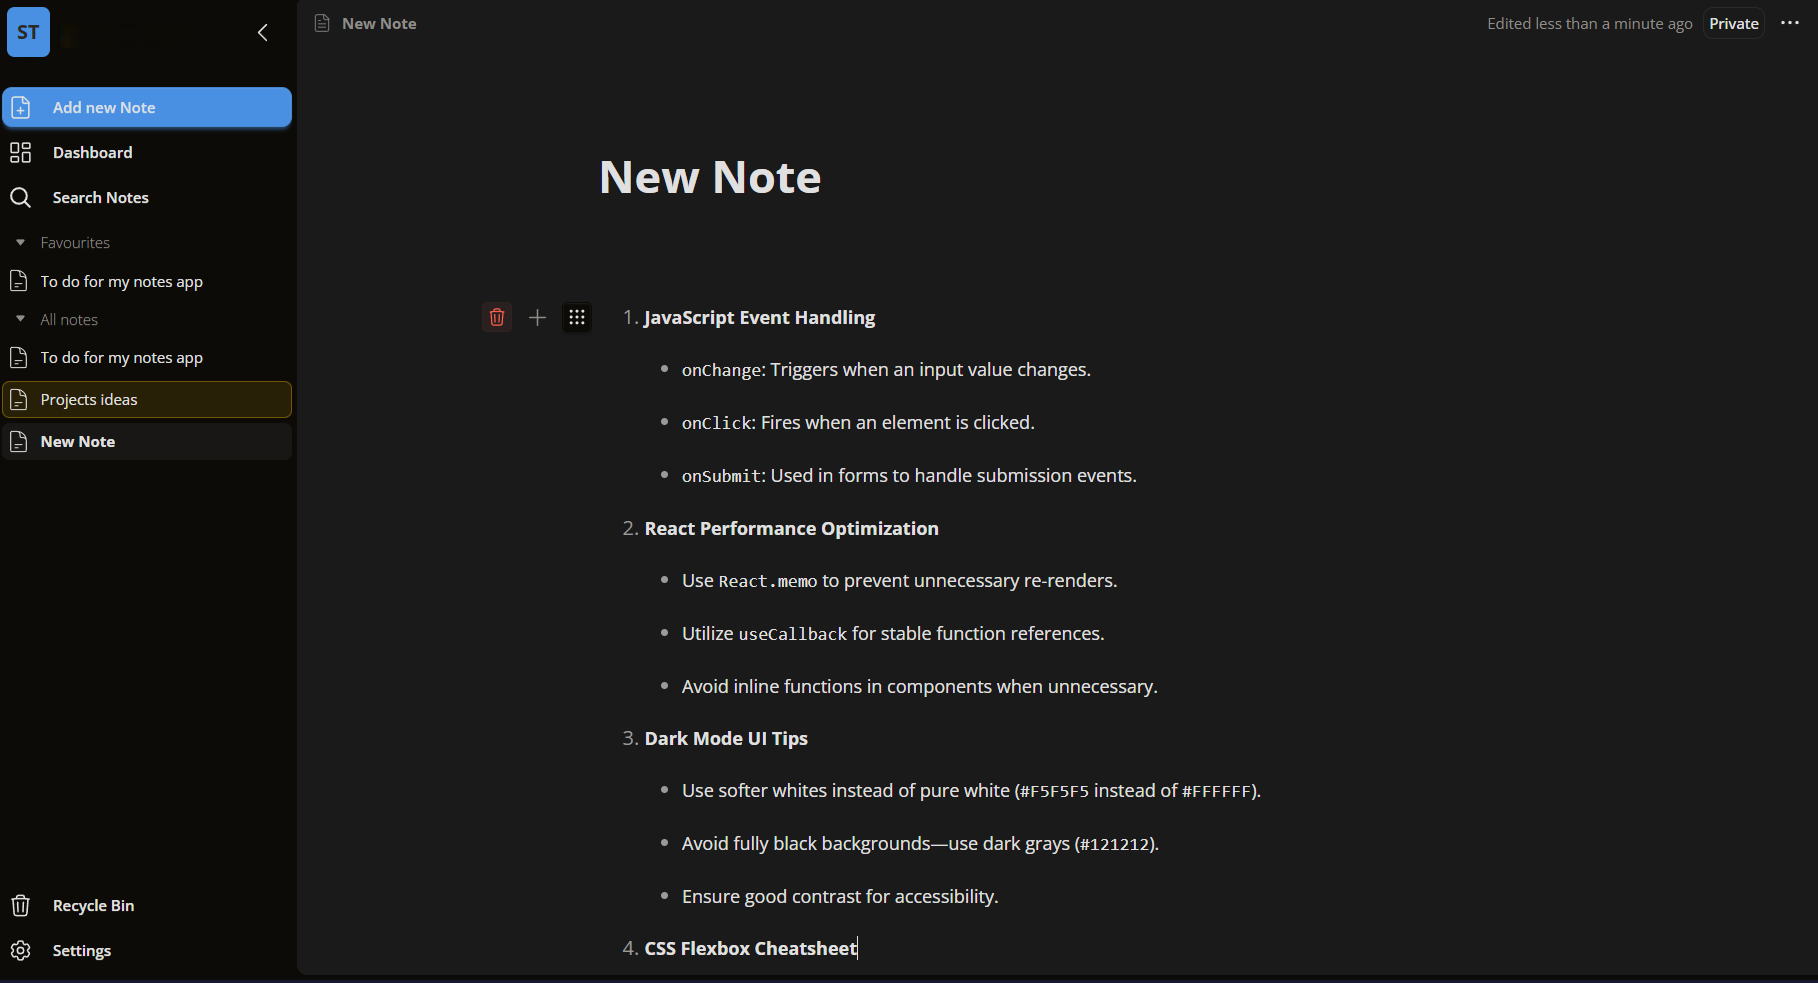 ST
Add new Note
Dashboard
Search Notes
Favourites
To do for my notes app
All notes
To do for my notes app
Projects ideas
New Note
Recycle Bin
Settings
New Note
Edited less than a minute ago
Private
New Note
1. JavaScript Event Handling
• onChange: Triggers when an input value changes.
• onClick: Fires when an element is clicked.
• onSubmit: Used in forms to handle submission events.
2. React Performance Optimization
• Use React.memo to prevent unnecessary re-renders.
• Utilize useCallback for stable function references.
• Avoid inline functions in components when unnecessary.
3. Dark Mode UI Tips
• Use softer whites instead of pure white (#F5F5F5 instead of #FFFFFF).
• Avoid fully black backgrounds—use dark grays (#121212).
• Ensure good contrast for accessibility.
4. CSS Flexbox Cheatsheet